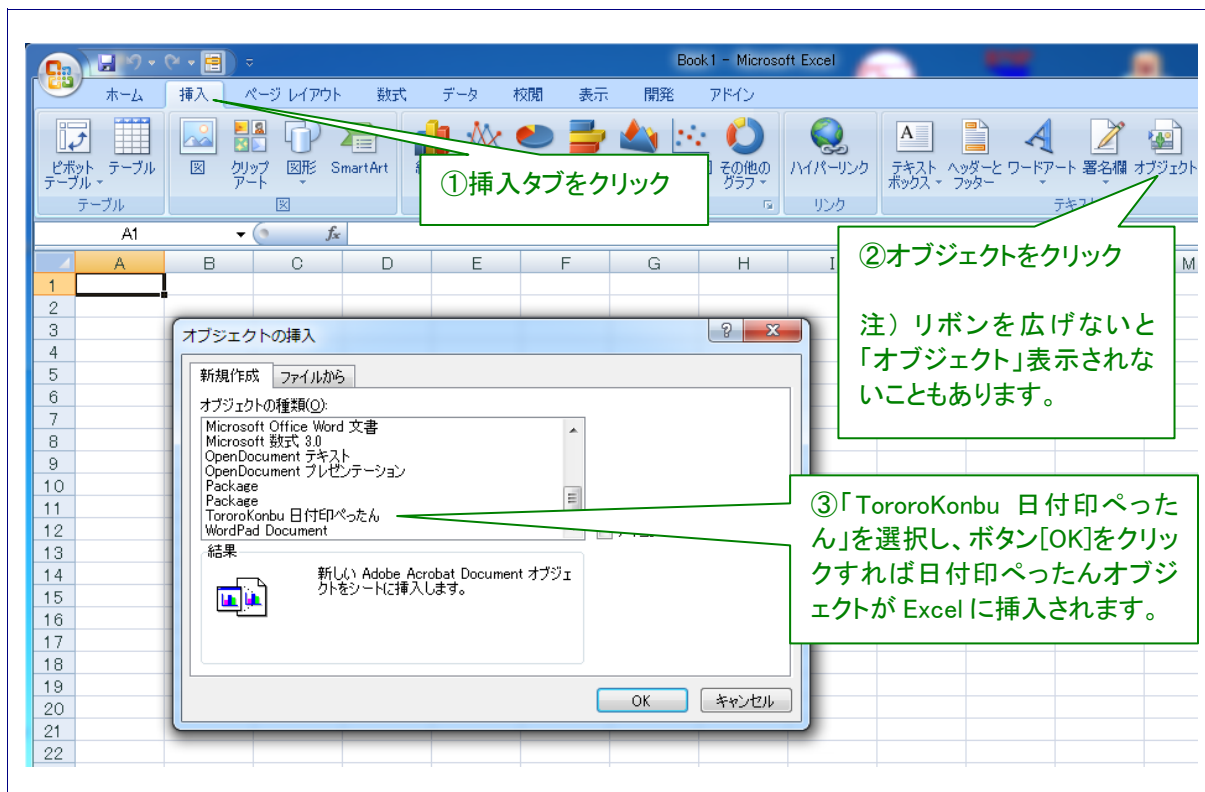 Book1 - Microsoft Excel
ホーム 挿入 ページ レイアウト 数式 データ 校閲 表示 開発 アドイン
ピボット テーブル 図 クリップ 図形 SmartArt その他の ハイパーリンク テキスト ヘッダーと ワードアート 署名欄 オブジェクト
テーブル アート グラフ ボックス フッター
テーブル 図 リンク
①挿入タブをクリック
A1 fx
A B C D E F G H I M
②オブジェクトをクリック
注）リボンを広げないと
「オブジェクト」表示されな
いこともあります。
1
2
3
4
5
6
7
8
9
10
11
12
13
14
15
16
17
18
19
20
21
22
オブジェクトの挿入
新規作成 ファイルから
オブジェクトの種類(O):
Microsoft Office Word 文書
Microsoft 数式 3.0
OpenDocument テキスト
OpenDocument プレゼンテーション
Package
Package
TororoKonbu 日付印ぺったん
WordPad Document
③「TororoKonbu 日付印ぺった
ん」を選択し、ボタン[OK]をクリッ
クすれば日付印ぺったんオブジ
ェクトが Excel に挿入されます。
結果
新しい Adobe Acrobat Document オブジェ
クトをシートに挿入します。
OK キャンセル